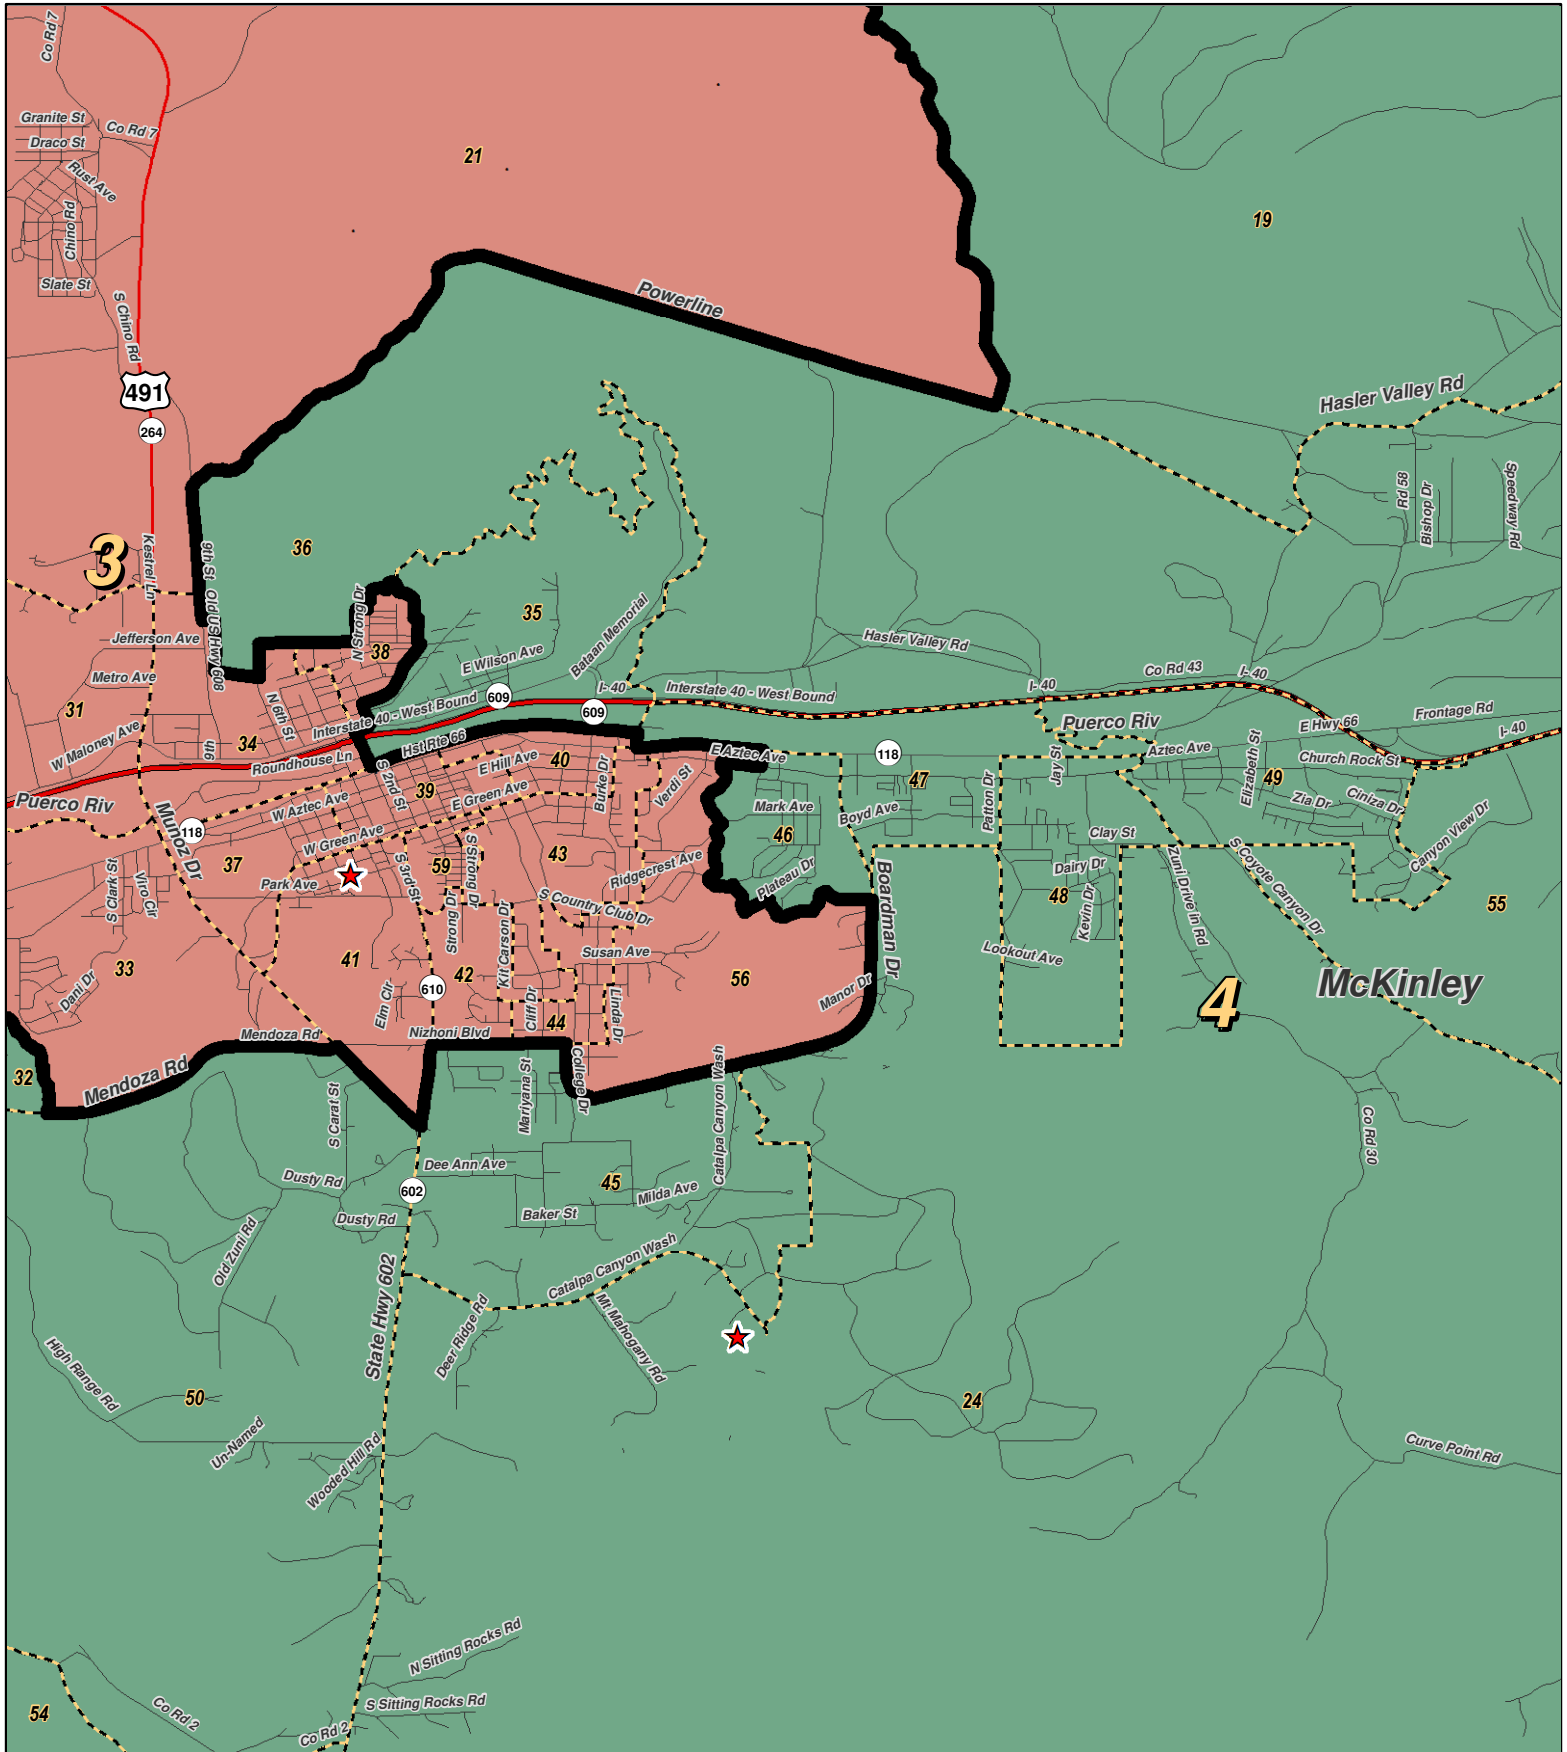 Co Rd 7
Granite St
Co Rd 7
Draco St
Rust Ave
21
Chino Rd
19
Slate St
S Chino Rd
Powerline
491
264
Hasler Valley Rd
Rd 58
Bishop Dr
Speedway Rd
3
Kestrel Ln
9th St
Old US Hwy 608
36
N Strong Dr
35
Bataan Memorial
Jefferson Ave
38
E Wilson Ave
Hasler Valley Rd
Metro Ave
Co Rd 43
I- 40
I- 40
I- 40
Interstate 40 - West Bound
609
609
31
N 6th St
Interstate 40 - West Bound
Puerco Riv
E Hwy 66
Frontage Rd
I- 40
W Maloney Ave
9th
34
Roundhouse Ln
Hst Rte 66
E Hill Ave
40
E Aztec Ave
118
Aztec Ave
Jay St
Elizabeth St
Church Rock St
47
49
Puerco Riv
Munoz Dr
118
W Aztec Ave
S 2nd St
39
E Green Ave
Burke Dr
Verdi St
Mark Ave
46
Boyd Ave
Patton Dr
Zia Dr
Ciniza Dr
Clay St
Canyon View Dr
W Green Ave
37
Park Ave
S 3rd St
59
S Strong Dr
43
Ridgecrest Ave
Plateau Dr
Boardman Dr
Dairy Dr
48
Kevin Dr
Zuni Drive in Rd
S Coyote Canyon Dr
55
S Clark St
Viro Cir
Strong Dr
Kit Carson Dr
S Country Club Dr
Susan Ave
Lookout Ave
33
Dani Dr
41
42
610
Elm Cir
Cliff Dr
44
Linda Dr
56
Manor Dr
4
McKinley
Nizhoni Blvd
Mendoza Rd
32
Mendoza Rd
S Carat St
Mariyana St
College Dr
Catalpa Canyon Wash
Co Rd 30
Dee Ann Ave
Dusty Rd
602
45
Milda Ave
Baker St
Dusty Rd
Old Zuni Rd
State Hwy 602
Catalpa Canyon Wash
Deer Ridge Rd
Mt Mahogany Rd
High Range Rd
50
24
Un-Named
Wooded Hill Rd
Curve Point Rd
N Sitting Rocks Rd
S Sitting Rocks Rd
54
Co Rd 2
Co Rd 2